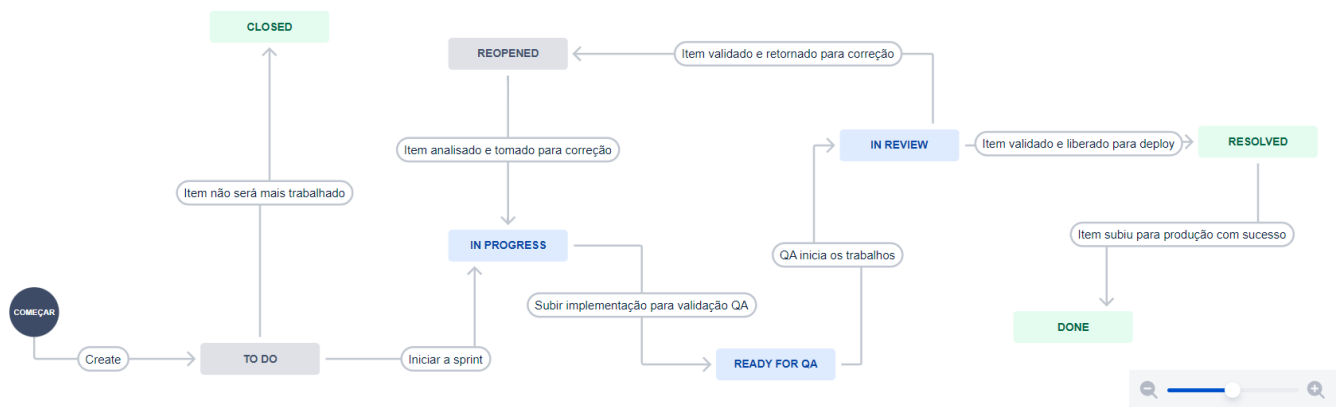 CLOSED
REOPENED
Item validado e retornado para correção
Item analisado e tomado para correção
IN REVIEW
Item validado e liberado para deploy
RESOLVED
Item não será mais trabalhado
IN PROGRESS
Item subiu para produção com sucesso
QA inicia os trabalhos
COMEÇAR
Subir implementação para validação QA
DONE
Create
TO DO
Iniciar a sprint
READY FOR QA